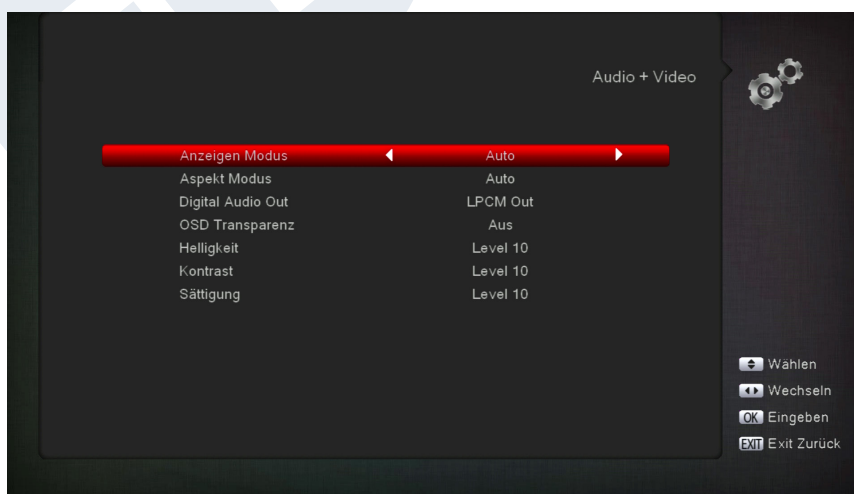 Audio + Video
Anzeigen Modus Auto
Aspekt Modus Auto
Digital Audio Out LPCM Out
OSD Transparenz Aus
Helligkeit Level 10
Kontrast Level 10
Sättigung Level 10
Wählen
Wechseln
OK Eingeben
EXIT Exit Zurück